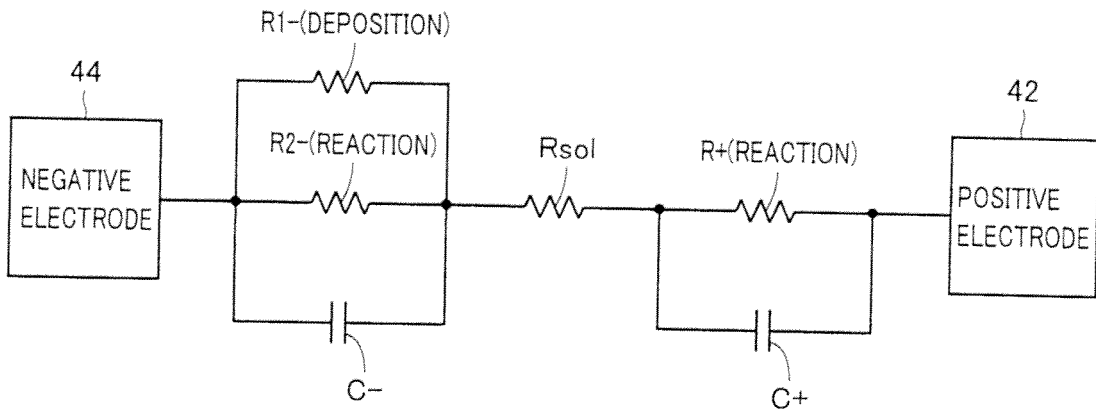 R1-(DEPOSITION)
44
42
R2-(REACTION)
Rsol
R+(REACTION)
NEGATIVE
ELECTRODE
POSITIVE
ELECTRODE
C-
C+